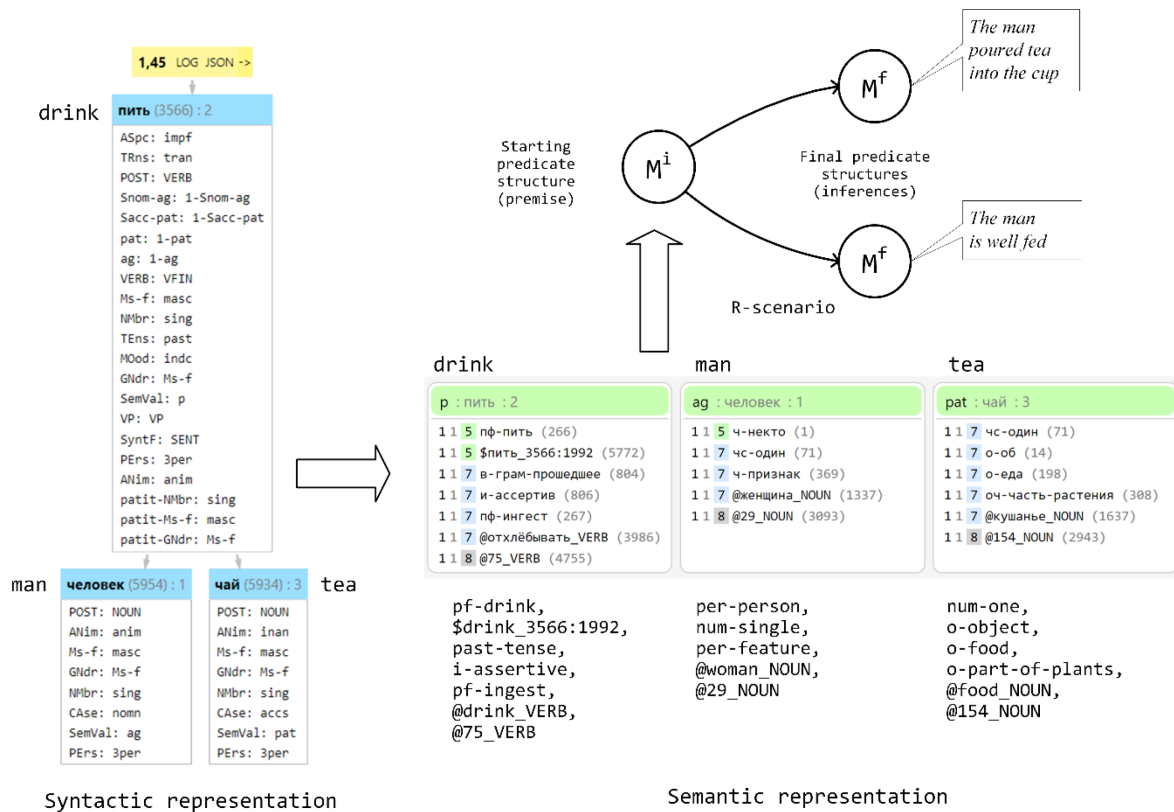 1,45 LOG JSON ->
drink
пить (3566) : 2
ASpc: impf
TRns: tran
POST: VERB
Snom-ag: 1-Snom-ag
Sacc-pat: 1-Sacc-pat
pat: 1-pat
ag: 1-ag
VERB: VFIN
Ms-f: masc
NMbr: sing
TEns: past
MOod: indc
GNdr: Ms-f
SemVal: p
VP: VP
SyntF: SENT
PErs: 3per
ANim: anim
patit-NMbr: sing
patit-Ms-f: masc
patit-GNdr: Ms-f
man
человек (5954) : 1
POST: NOUN
ANim: anim
Ms-f: masc
GNdr: Ms-f
NMbr: sing
CAse: nomn
SemVal: ag
PErs: 3per
чай (5934) : 3
tea
POST: NOUN
ANim: inan
Ms-f: masc
GNdr: Ms-f
NMbr: sing
CAse: accs
SemVal: pat
PErs: 3per
Syntactic representation
Starting
predicate
structure
(premise)
M^i
M^f
The man
poured tea
into the cup
Final predicate
structures
(inferences)
M^f
The man
is well fed
R-scenario
drink
p : пить : 2
1 1 5 пф-пить (266)
1 1 5 $пить_3566:1992 (5772)
1 1 7 в-грам-прошедшее (804)
1 1 7 и-ассертив (806)
1 1 7 пф-ингест (267)
1 1 7 @отхлёбывать_VERB (3986)
1 1 8 @75_VERB (4755)
pf-drink,
$drink_3566:1992,
past-tense,
i-assertive,
pf-ingest,
@drink_VERB,
@75_VERB
man
ag : человек : 1
1 1 5 ч-некто (1)
1 1 7 чс-один (71)
1 1 7 ч-признак (369)
1 1 7 @женщина_NOUN (1337)
1 1 8 @29_NOUN (3093)
per-person,
num-single,
per-feature,
@woman_NOUN,
@29_NOUN
tea
pat : чай : 3
1 1 7 чс-один (71)
1 1 7 о-об (14)
1 1 7 о-еда (198)
1 1 7 оч-часть-растения (308)
1 1 7 @кушанье_NOUN (1637)
1 1 8 @154_NOUN (2943)
num-one,
o-object,
o-food,
o-part-of-plants,
@food_NOUN,
@154_NOUN
Semantic representation